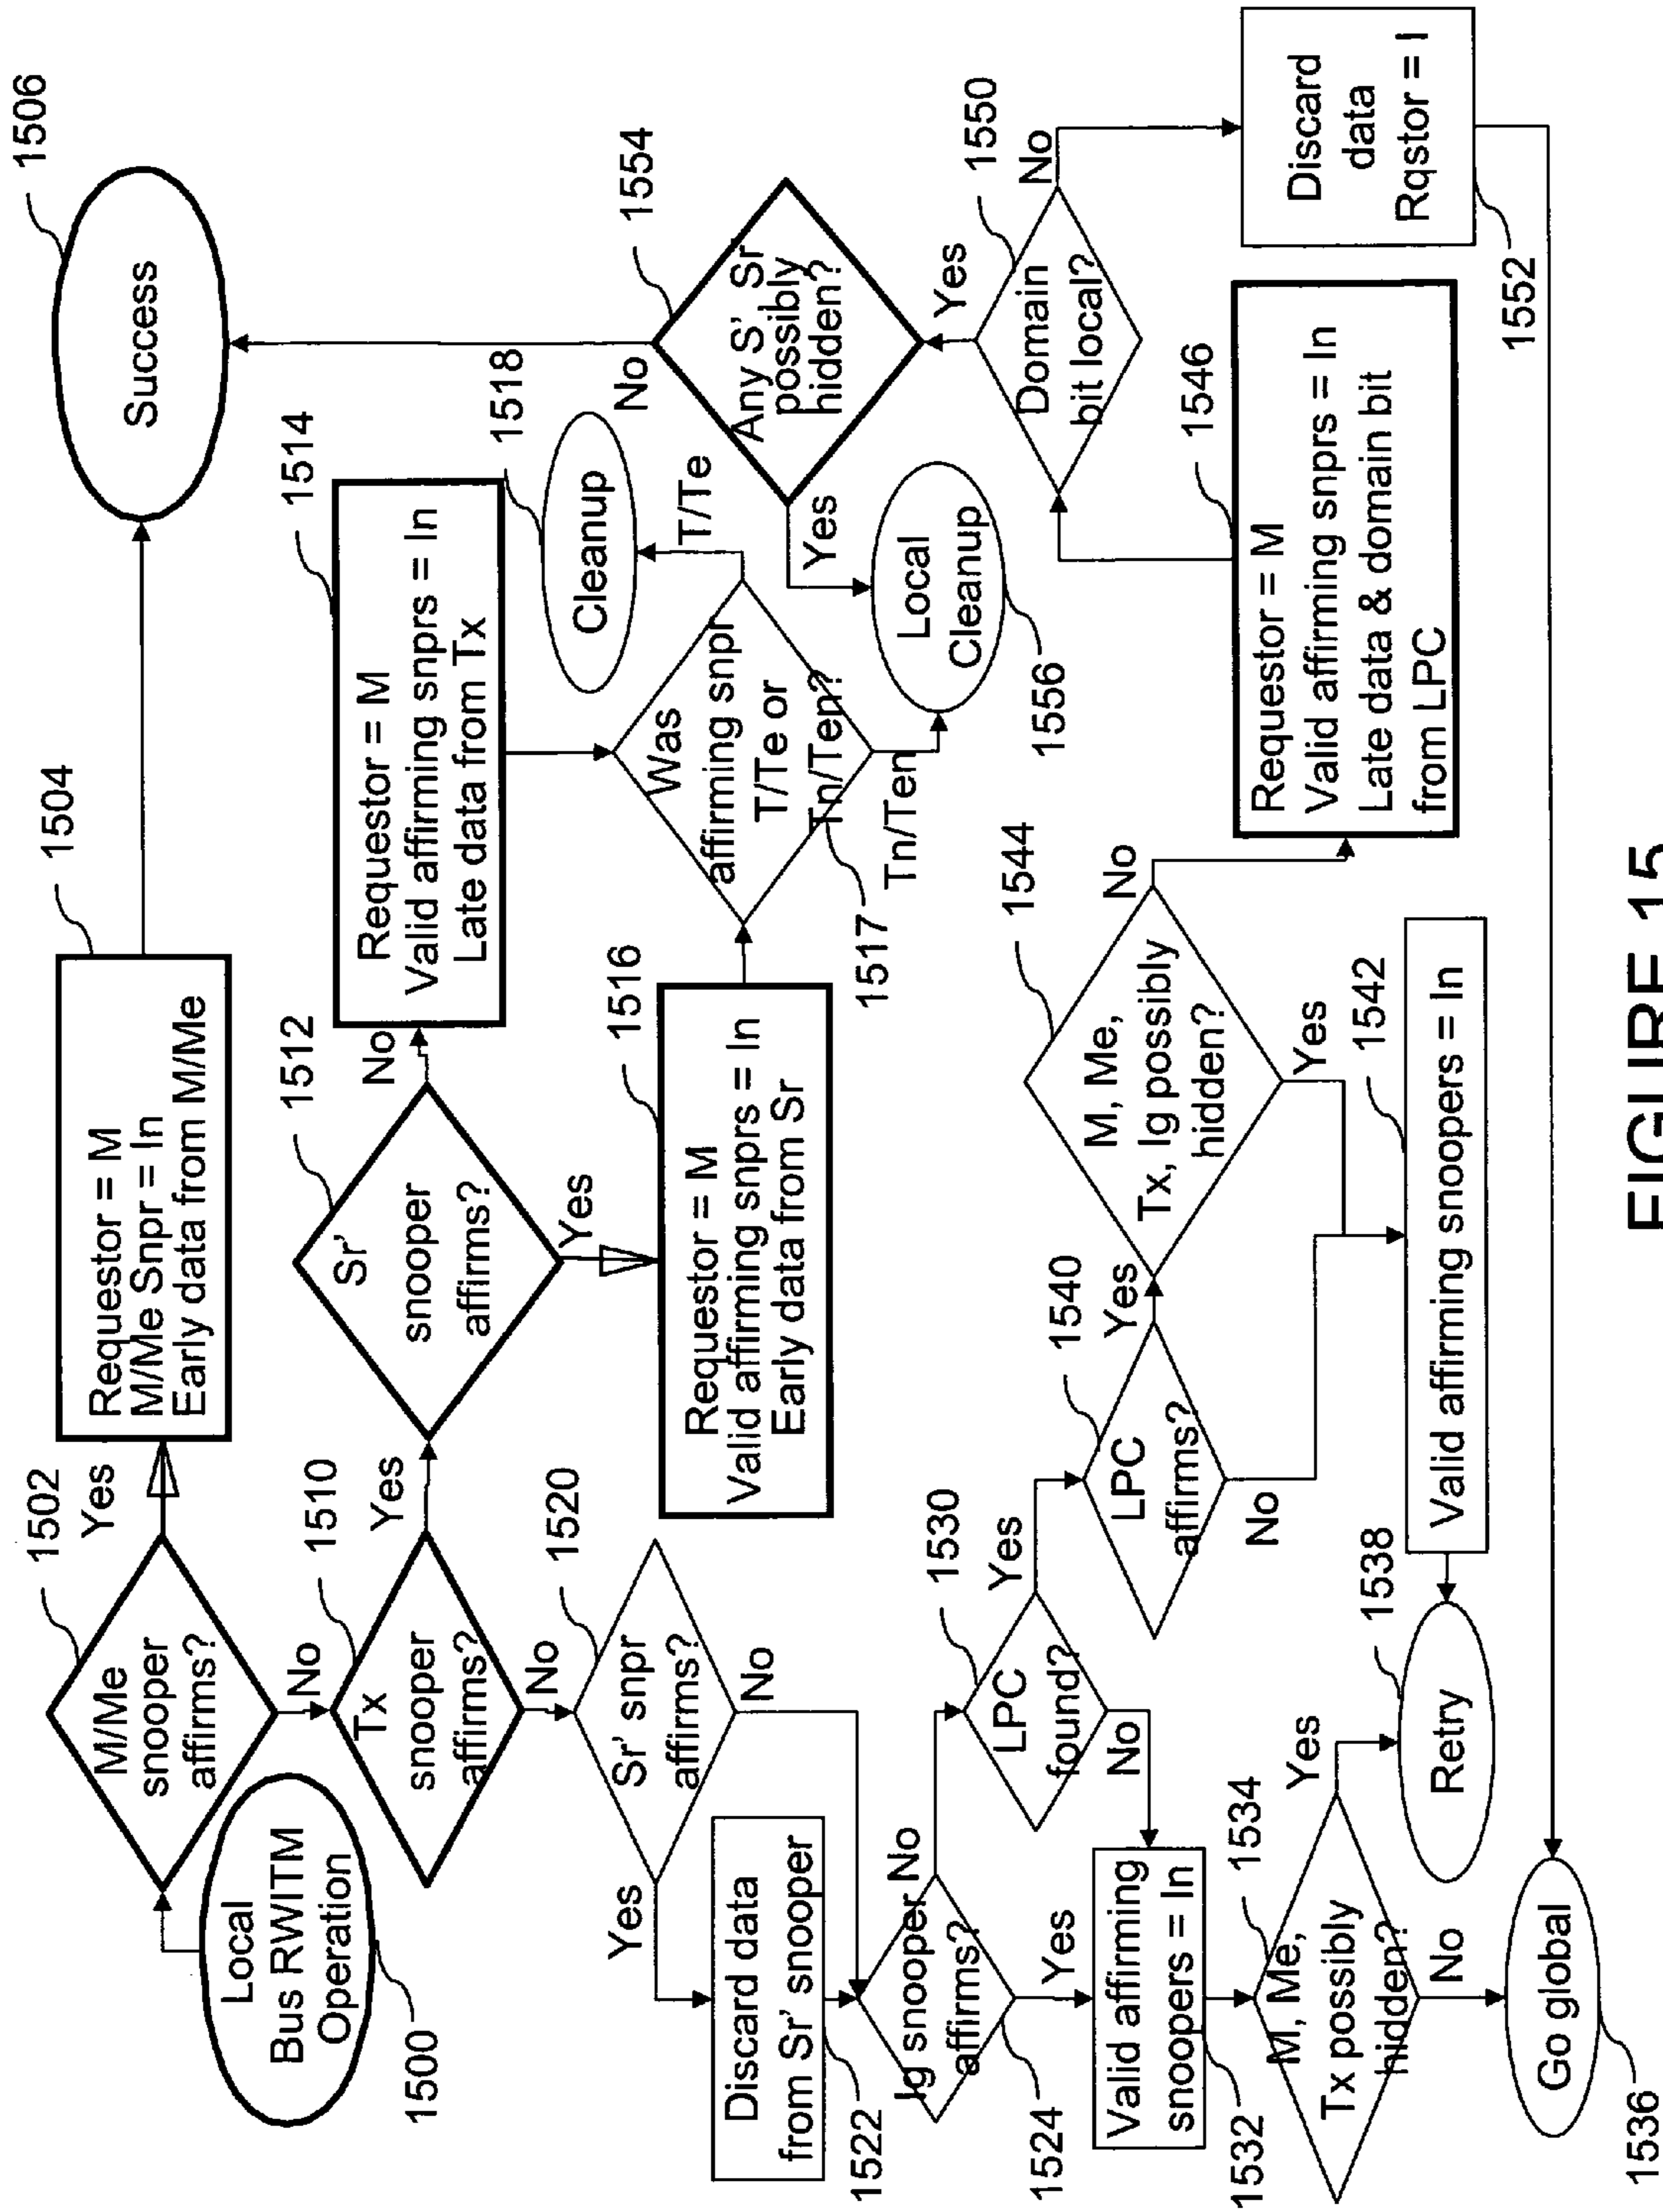 1502
1504
1506
M/Me
snooper
affirms?
Yes
Requestor = M
M/Me Snpr = In
Early data from M/Me
Success
Local
Bus RWITM
Operation
1500
No
1510
Tx
snooper
affirms?
Yes
1512
Sr'
snooper
affirms?
No
1514
Requestor = M
Valid affirming snprs = In
Late data from Tx
Yes
1516
Requestor = M
Valid affirming snprs = In
Early data from Sr
1517
Was
affirming snpr
T/Te or
Tn/Ten?
T/Te
1518
Cleanup
Tn/Ten
No
1520
Sr' snpr
affirms?
Yes
No
Discard data
from Sr' snooper
1522
Ig snooper
affirms?
1524
No
Yes
1530
LPC
found?
Yes
No
Valid affirming
snoopers = In
1532
1534
M, Me,
Tx possibly
hidden?
Yes
No
Go global
1536
1538
Retry
1540
LPC
affirms?
Yes
No
1542
Valid affirming snoopers = In
1544
M, Me,
Tx, Ig possibly
hidden?
Yes
No
1546
Requestor = M
Valid affirming snprs = In
Late data & domain bit
from LPC
1550
Domain
bit local?
Yes
No
Discard
data
Rqstor = I
1552
1554
Any S' Sr
possibly
hidden?
No
Yes
Local
Cleanup
1556
FIGURE 15